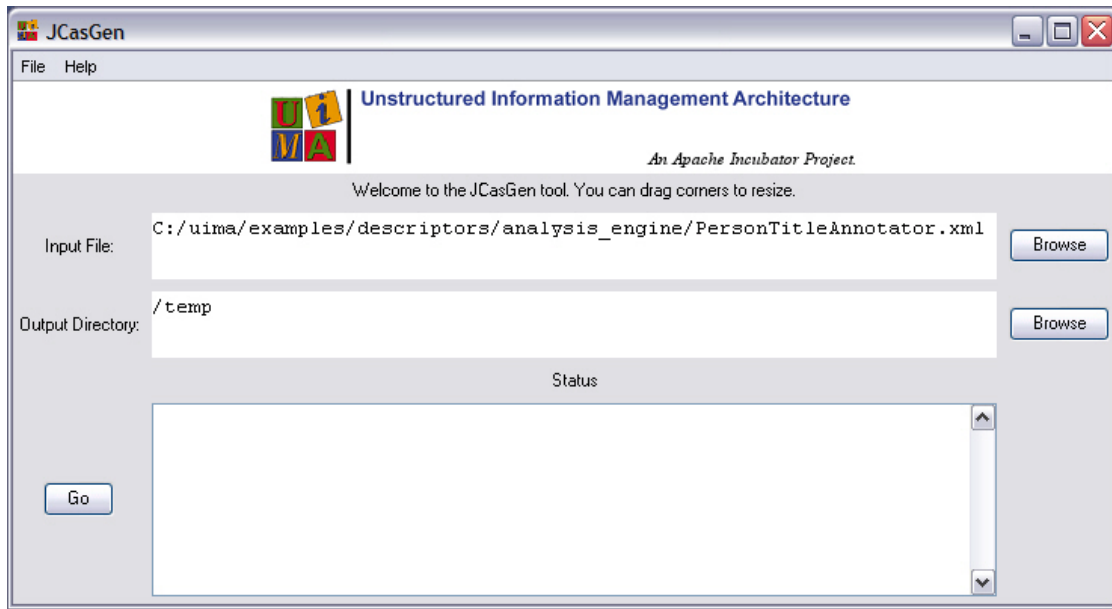 JCasGen
File Help
UiMA
Unstructured Information Management Architecture
An Apache Incubator Project.
Welcome to the JCasGen tool. You can drag corners to resize.
Input File:
C:/uima/examples/descriptors/analysis_engine/PersonTitleAnnotator.xml
Browse
Output Directory:
/temp
Browse
Status
Go